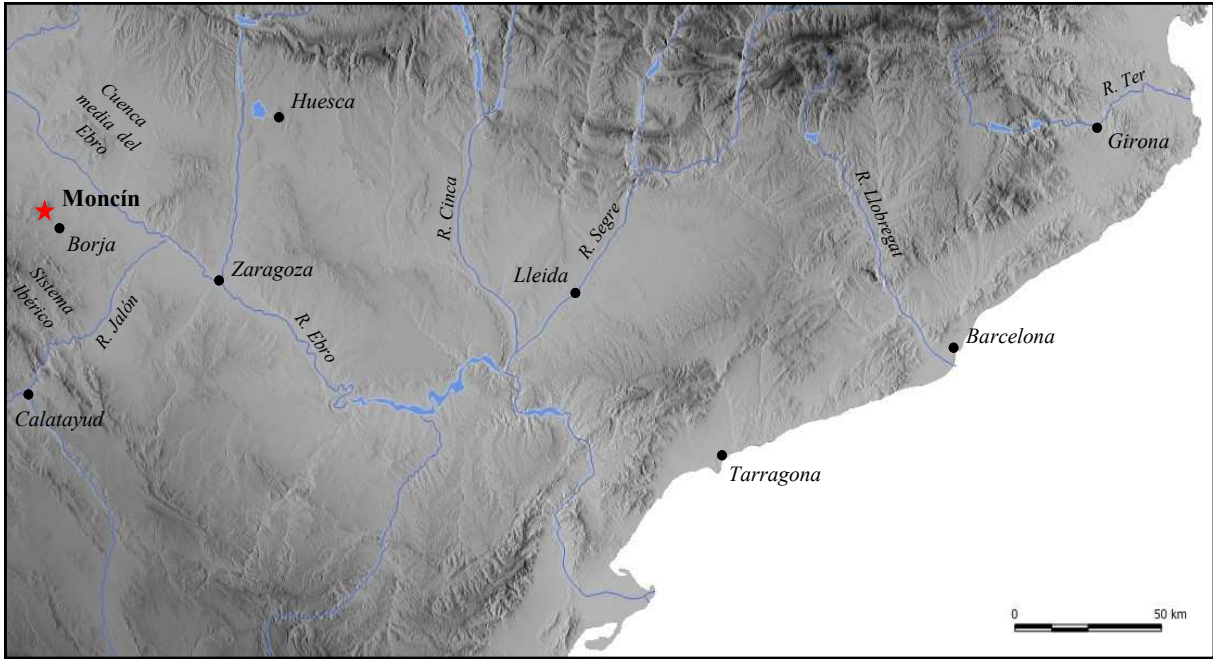 Cuenca
media del
Ebro
Huesca
R. Ter
Girona
Moncín
Borja
R. Cinca
R. Segre
R. Llobregat
Zaragoza
Lleida
Sistema
Ibérico
R. Jalón
R. Ebro
Barcelona
Calatayud
Tarragona
0 50 km